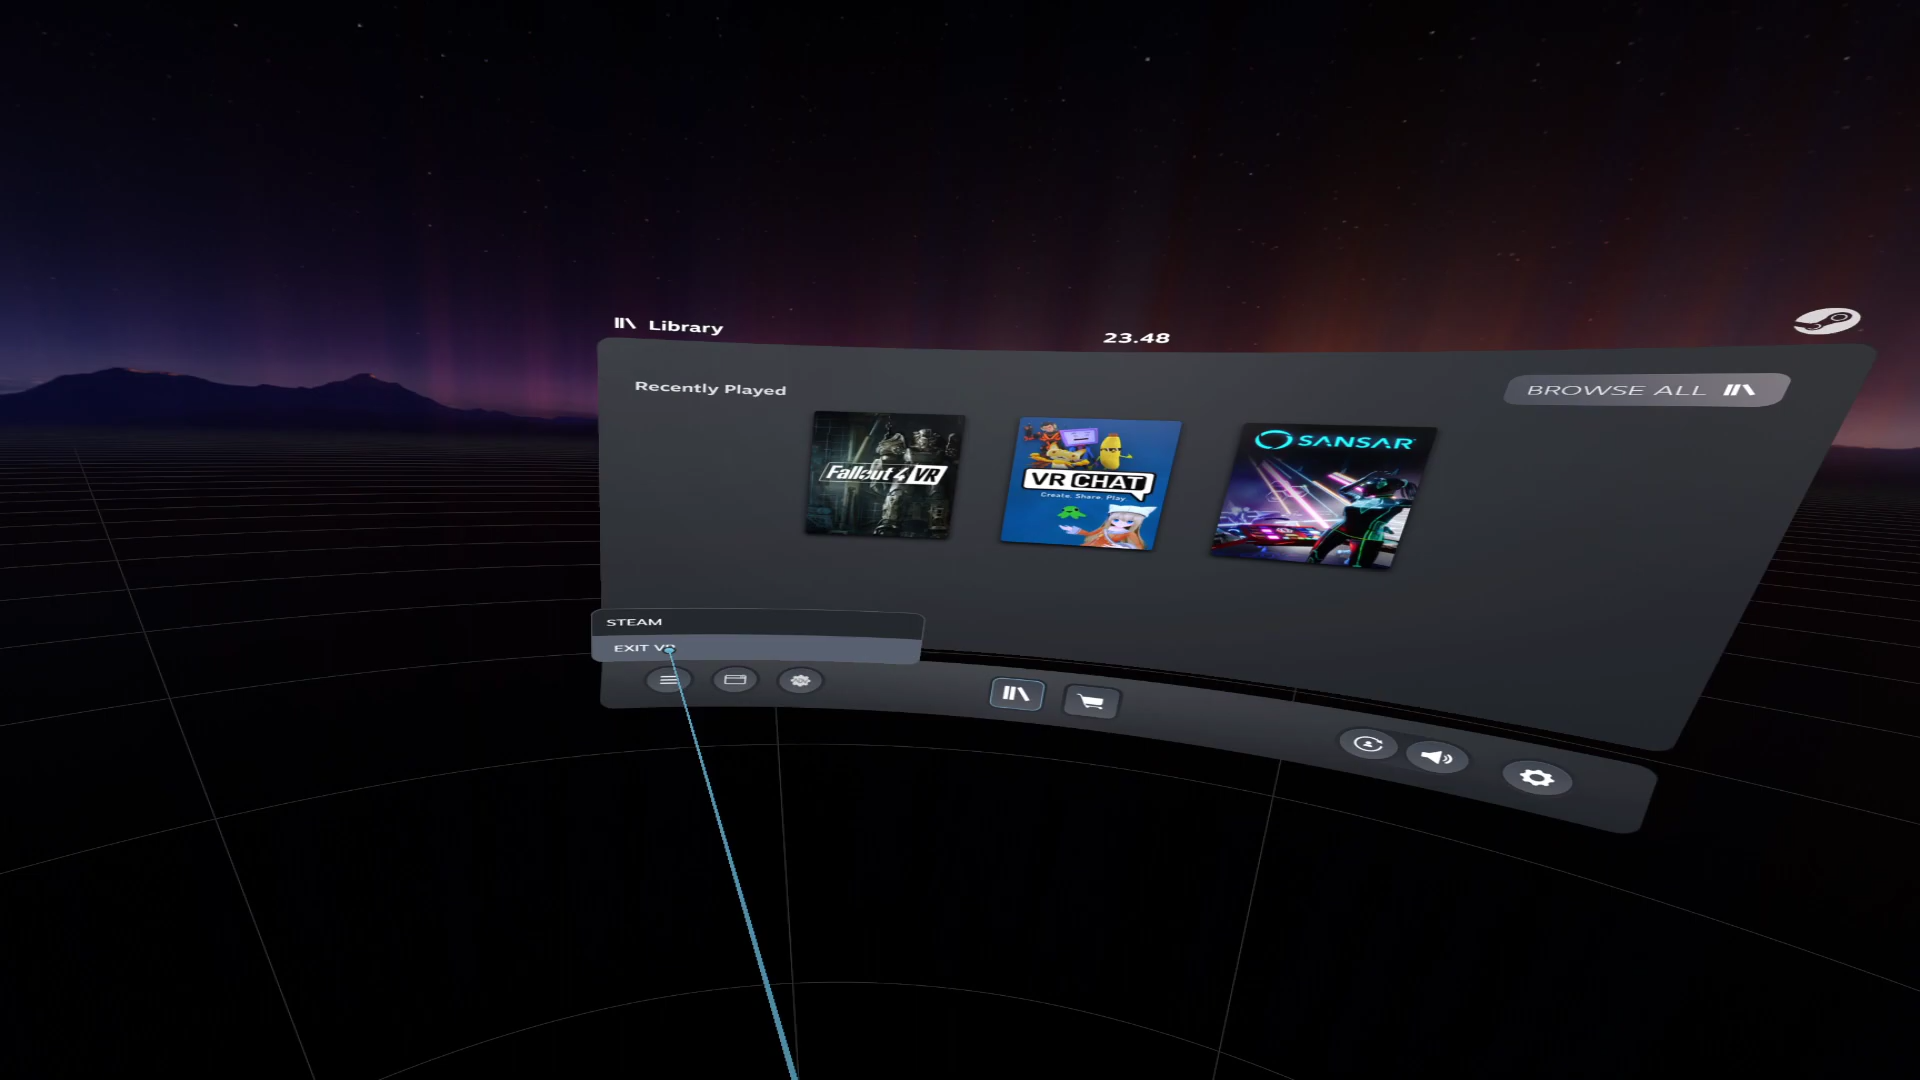 Library
23.48
Recently Played
BROWSE ALL
Fallout 4 VR
VR CHAT
Create. Share. Play
SANSAR
STEAM
EXIT VR